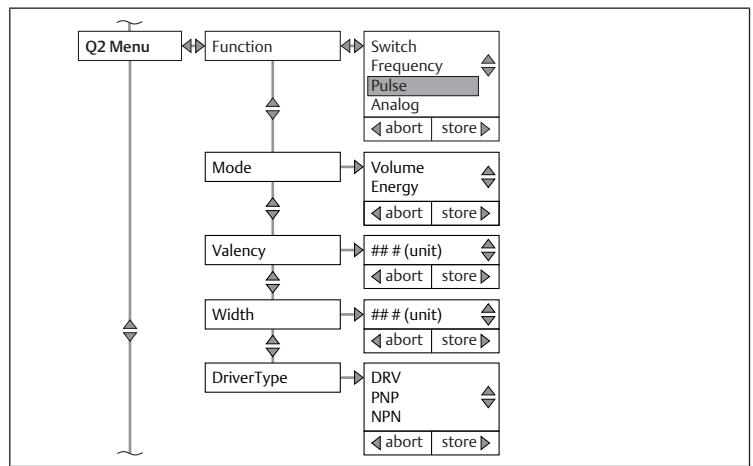 Q2 Menu
Function
Switch
Frequency
Pulse
Analog
abort store
Mode
Volume
Energy
abort store
Valency
## # (unit)
abort store
Width
## # (unit)
abort store
DriverType
DRV
PNP
NPN
abort store